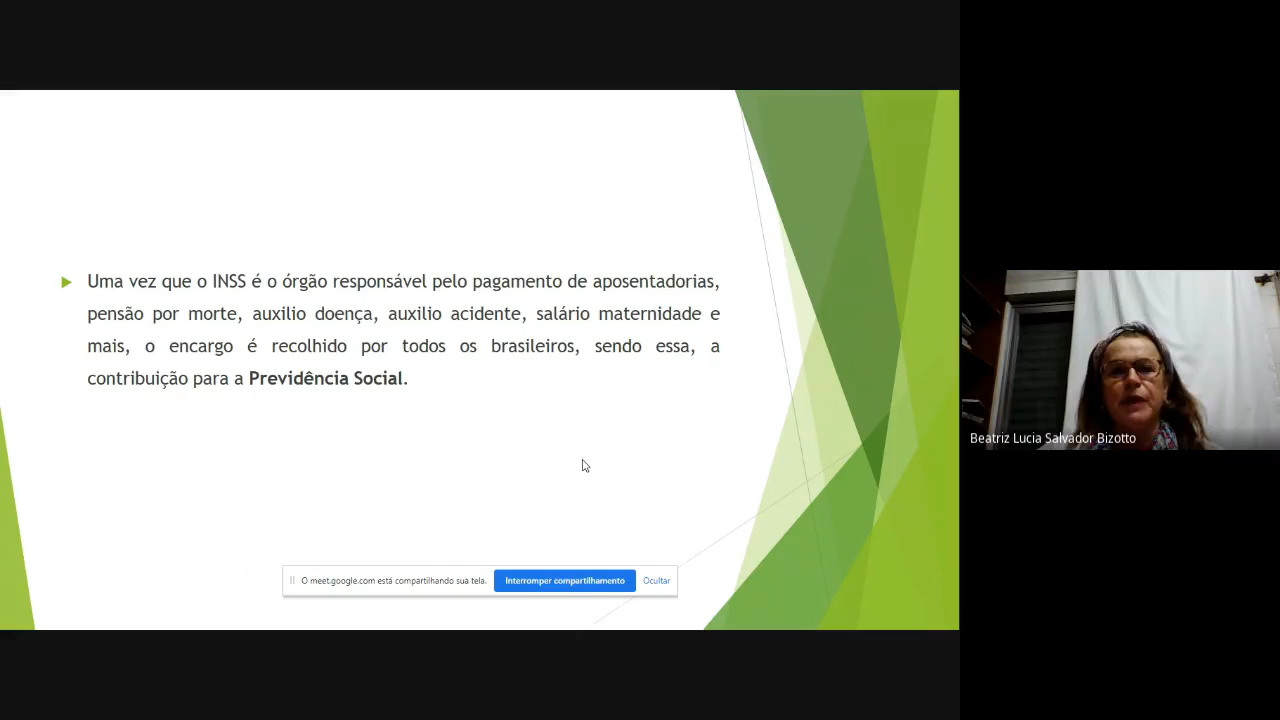 Uma vez que o INSS é o órgão responsável pelo pagamento de aposentadorias,
pensão por morte, auxilio doença, auxilio acidente, salário maternidade e
mais, o encargo é recolhido por todos os brasileiros, sendo essa, a
contribuição para a Previdência Social.
Beatriz Lucia Salvador Bizotto
O meet.google.com está compartilhando sua tela.
Interromper compartilhamento
Ocultar